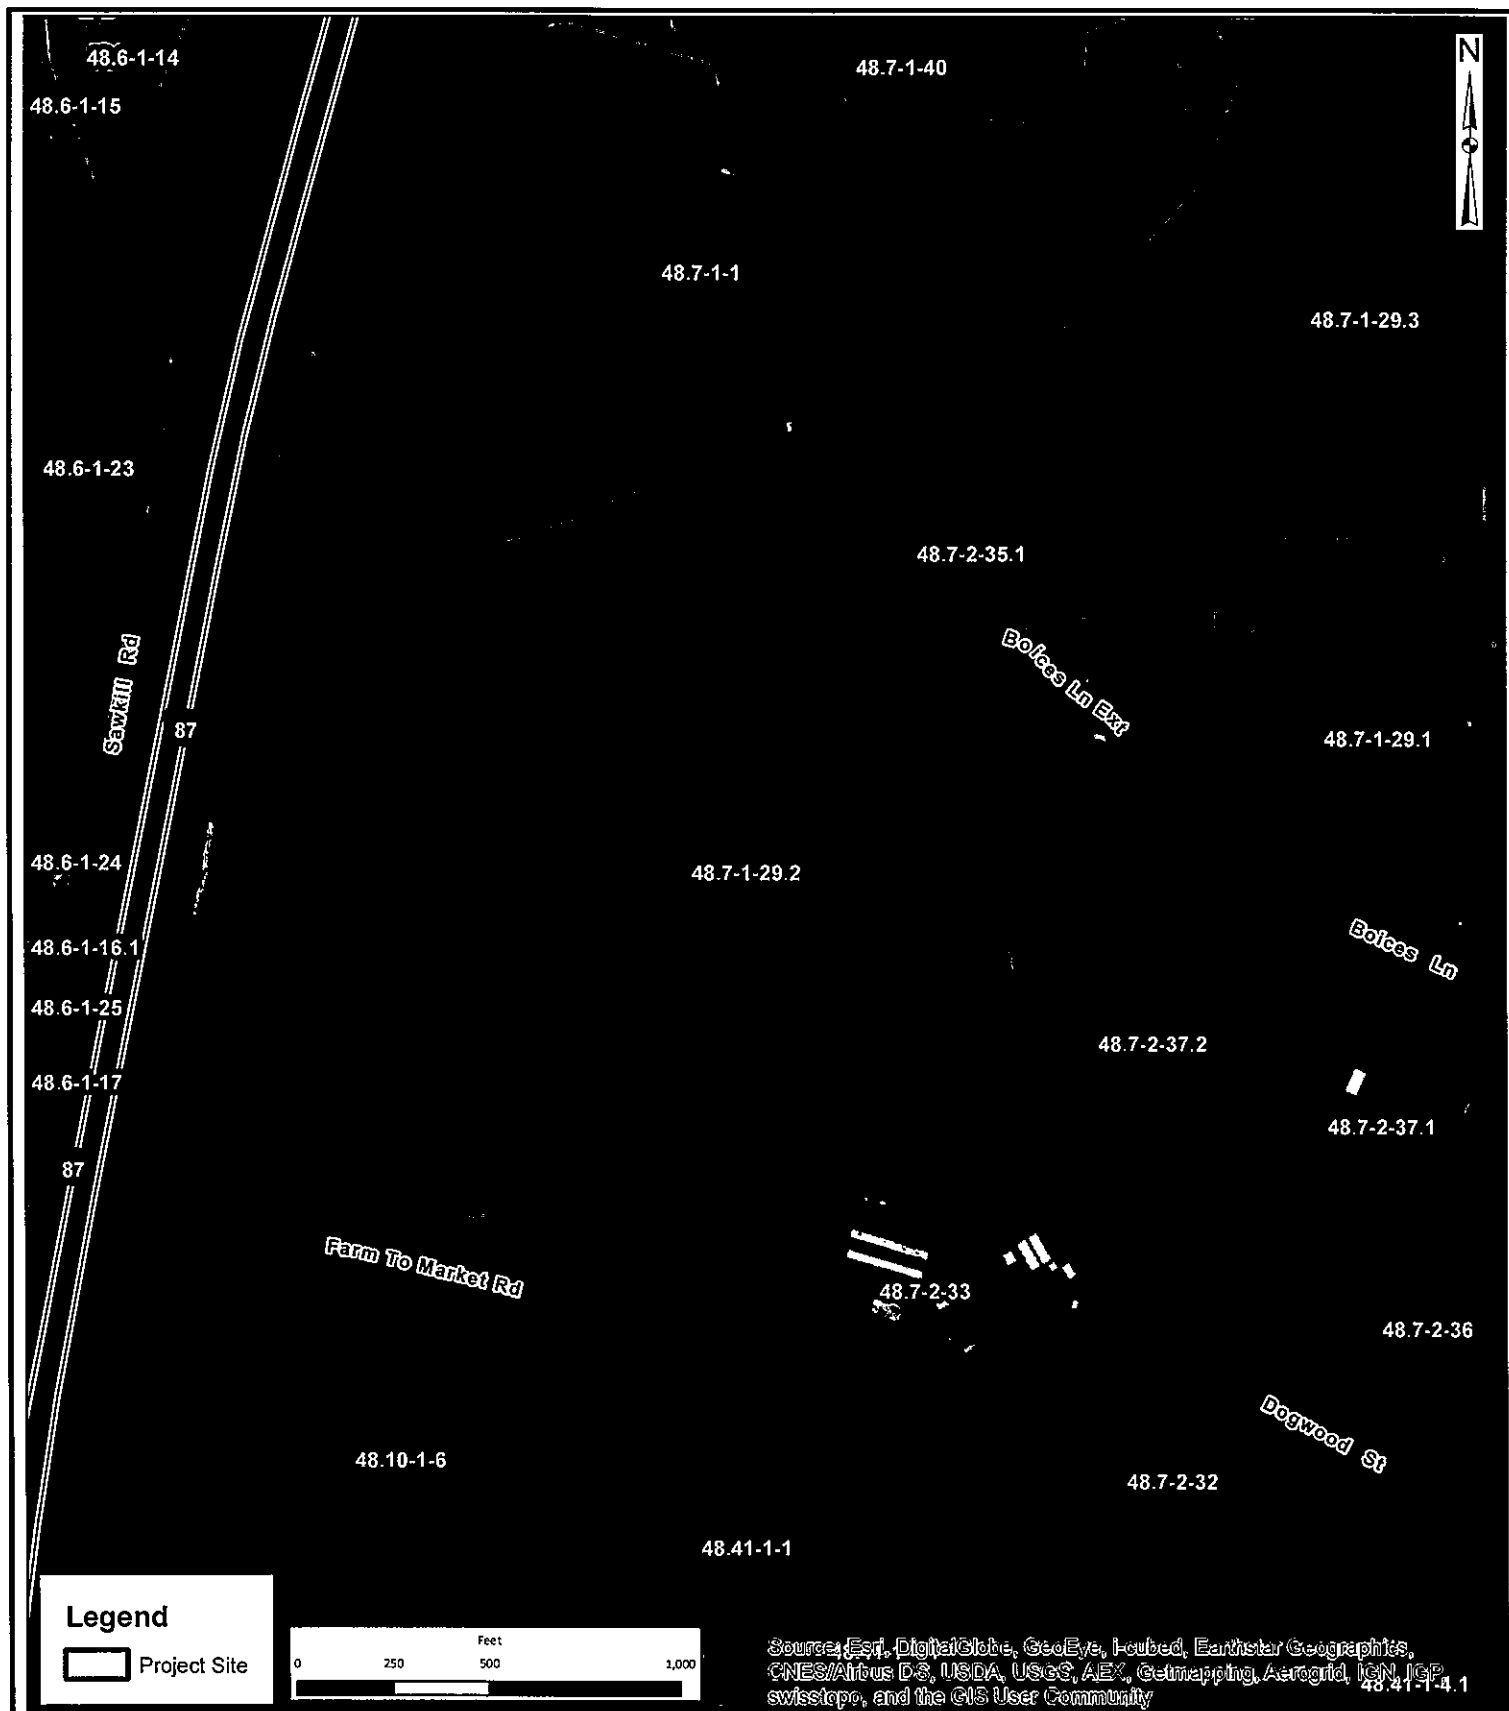 48.6-1-14
48.7-1-40
N
48.6-1-15
48.7-1-1
48.7-1-29.3
48.6-1-23
48.7-2-35.1
Boices Ln Ext
Sawkill Rd
87
48.7-1-29.1
48.6-1-24
48.7-1-29.2
48.6-1-16.1
Boices Ln
48.6-1-25
48.7-2-37.2
48.6-1-17
48.7-2-37.1
87
Farm To Market Rd
48.7-2-33
48.7-2-36
Dogwood St
48.10-1-6
48.7-2-32
48.41-1-1
Legend
Project Site
Feet
0 250 500 1,000
Source: Esri, DigitalGlobe, GeoEye, i-cubed, Earthstar Geographics,
CNES/Airbus DS, USDA, USGS, AEX, Getmapping, Aerogrid, IGN, IGP,
swisstopo, and the GIS User Community
48.41-1-4.1